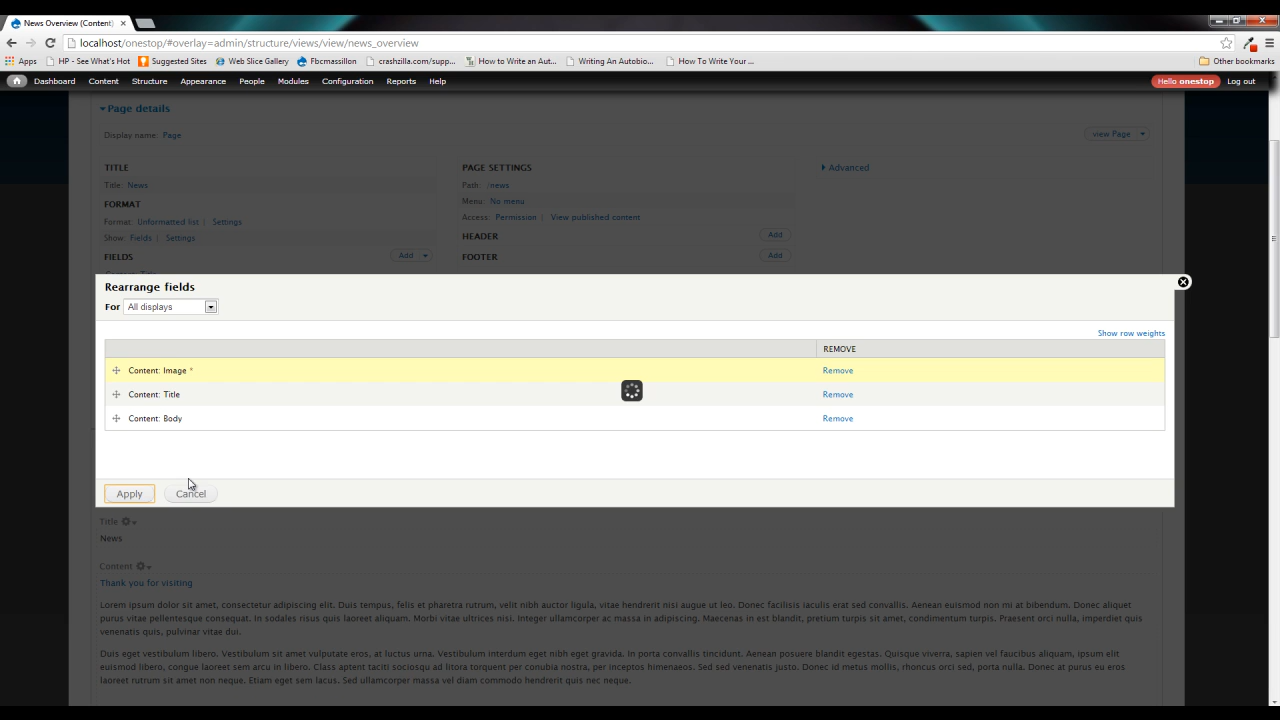 News Overview (Content)
localhost/onestop/#overlay=admin/structure/views/view/news_overview
Apps HP - See What's Hot Suggested Sites Web Slice Gallery Fbcmassillon crashzilla.com/supp... How to Write an Aut... Writing An Autobio... How To Write Your ... Other bookmarks
Dashboard Content Structure Appearance People Modules Configuration Reports Help Hello onestop Log out
Page details
Display name: Page view Page
TITLE PAGE SETTINGS Advanced
Title: News Path: /news
FORMAT Menu: No menu
Format: Unformatted list | Settings Access: Permission | View published content
Show: Fields | Settings HEADER Add
FIELDS Add FOOTER Add
Rearrange fields
For All displays
Show row weights
REMOVE
Content: Image * Remove
Content: Title Remove
Content: Body Remove
Apply Cancel
Title
News
Content
Thank you for visiting
Lorem ipsum dolor sit amet, consectetur adipiscing elit. Duis tempus, felis et pharetra rutrum, velit nibh auctor ligula, vitae hendrerit nisi augue ut leo. Donec facilisis iaculis erat sed convallis. Aenean euismod non mi at bibendum. Donec aliquam
purus vitae pellentesque consequat. In sodales risus quis laoreet aliquam. Morbi vitae ultrices nisi. Integer ullamcorper ac massa in adipiscing. Maecenas in est blandit, pretium turpis sit amet, condimentum turpis. Praesent orci nulla, imperdiet quis
venenatis quis, pulvinar vitae dui.
Duis eget vestibulum libero. Vestibulum sit amet vulputate eros, at luctus urna. Vestibulum interdum eget nibh eget gravida. In porta convallis tincidunt. Aenean posuere blandit egestas. Quisque viverra, sapien vel faucibus aliquam, ipsum elit
euismod libero, congue laoreet sem arcu in libero. Class aptent taciti sociosqu ad litora torquent per conubia nostra, per inceptos himenaeos. Sed sed venenatis justo. Donec id metus mollis, rhoncus orci sed, porta nulla. Donec at purus eu eros
laoreet rutrum sit amet non neque. Etiam eget sem lacus. Sed ullamcorper massa vel diam commodo hendrerit quis nec neque.